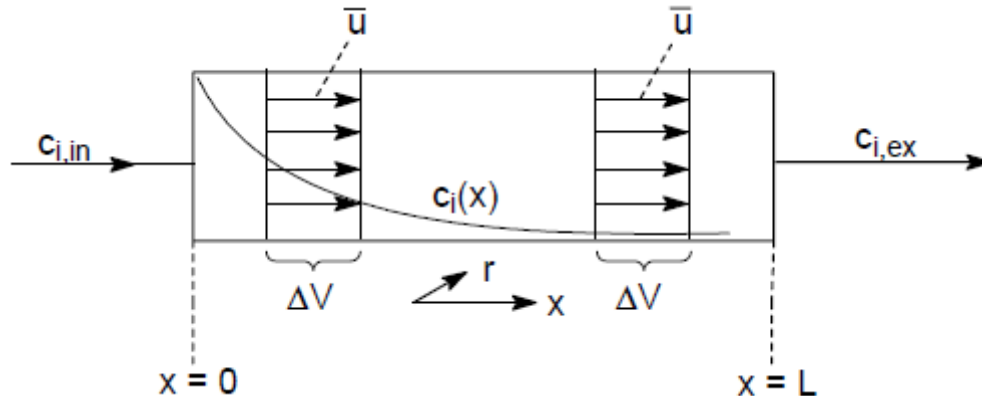 ū ū
c_i,in c_i(x) c_i,ex
ΔV r x ΔV
x = 0 x = L